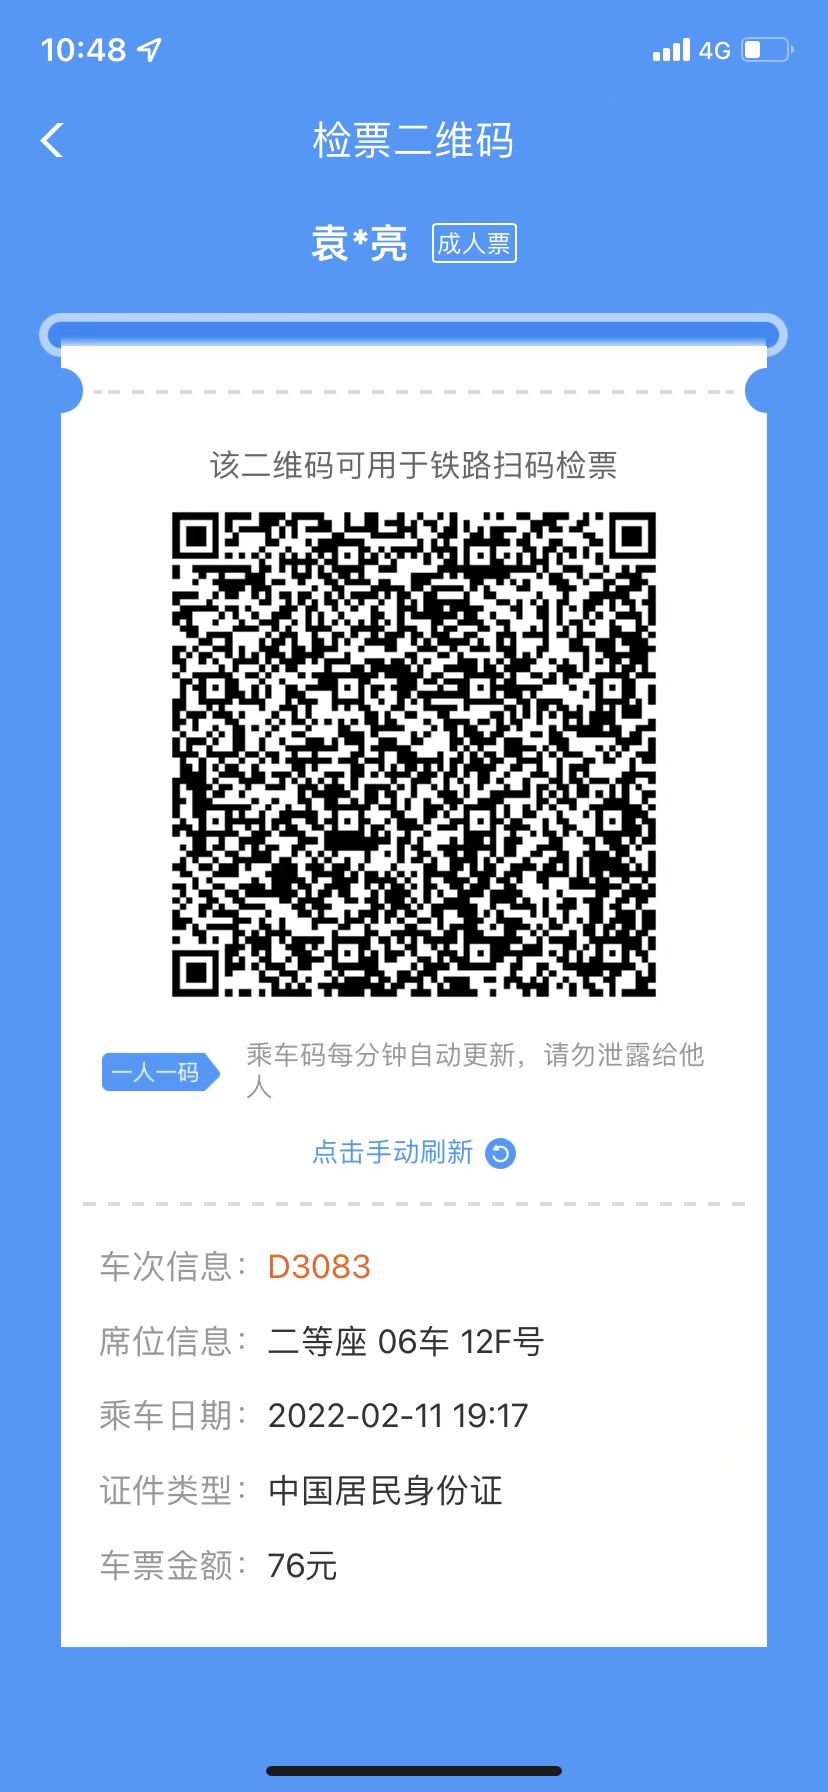 10:48
4G
检票二维码
袁*亮 成人票
该二维码可用于铁路扫码检票
一人一码
乘车码每分钟自动更新，请勿泄露给他
人
点击手动刷新
车次信息：D3083
席位信息：二等座 06车 12F号
乘车日期：2022-02-11 19:17
证件类型：中国居民身份证
车票金额：76元